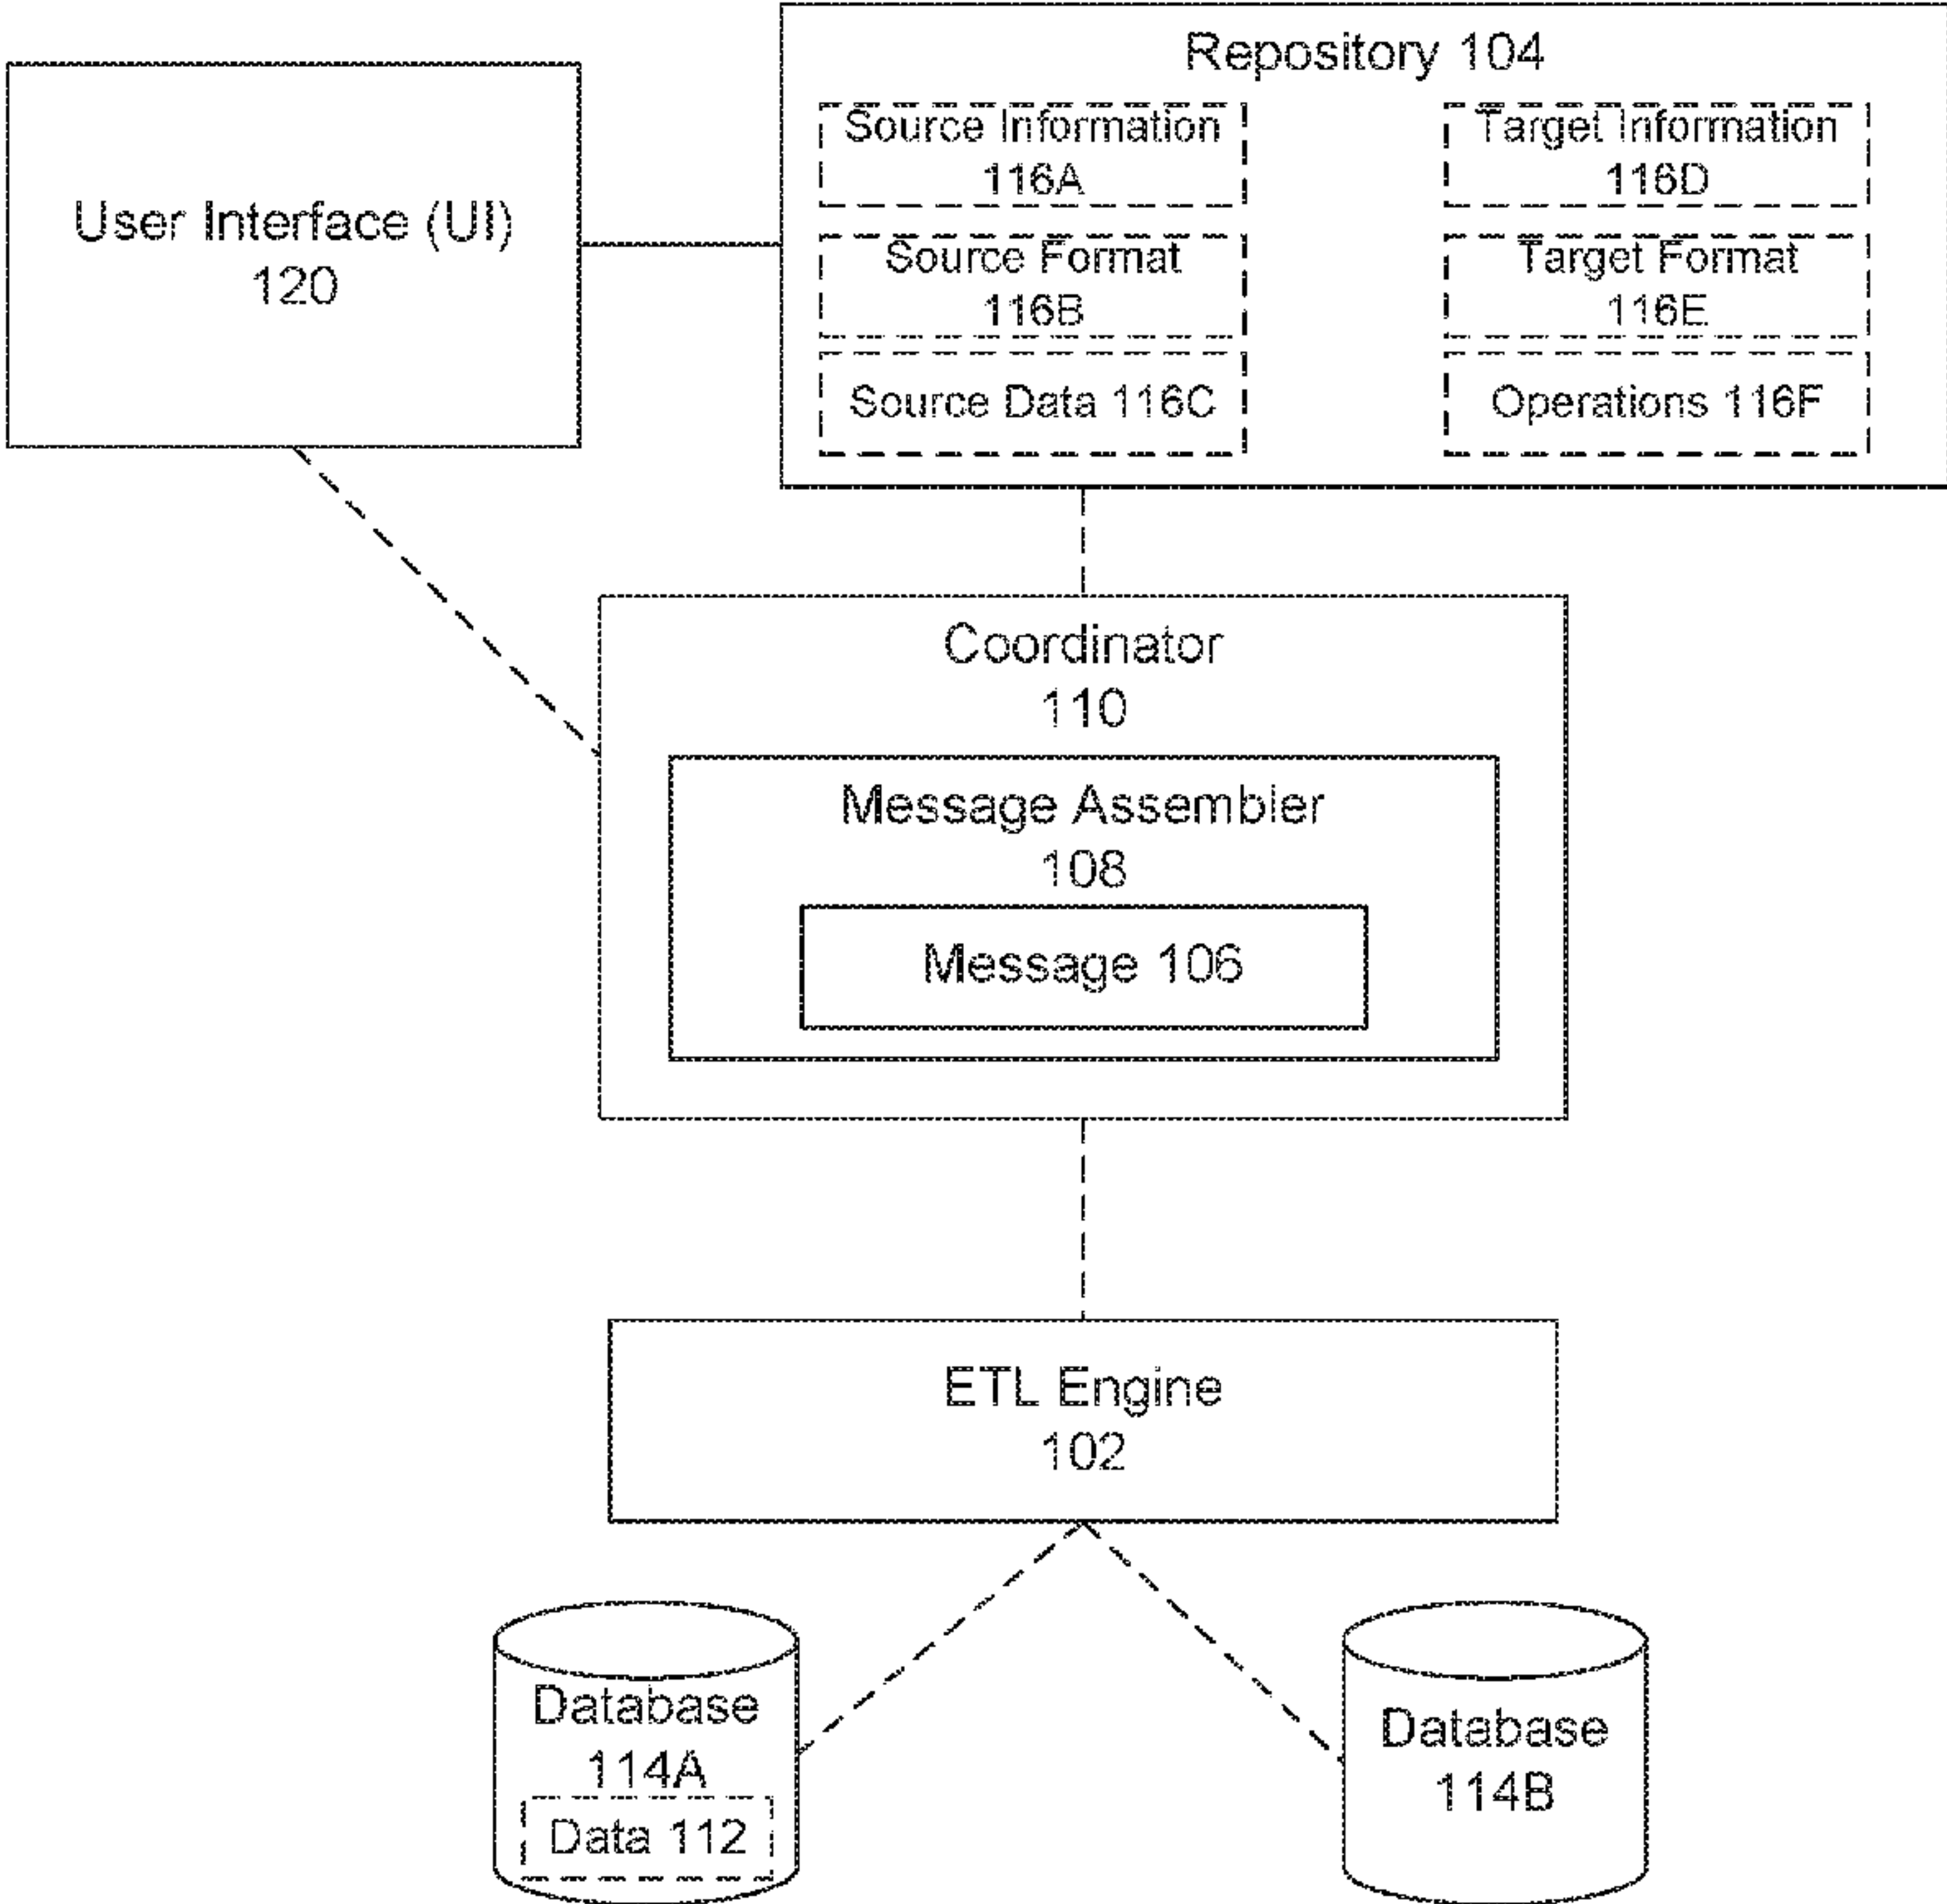 Repository 104
Source Information
116A
Target Information
116D
User Interface (UI)
120
Source Format
116B
Target Format
116E
Source Data 116C
Operations 116F
Coordinator
110
Message Assembler
108
Message 106
ETL Engine
102
Database
114A
Data 112
Database
114B